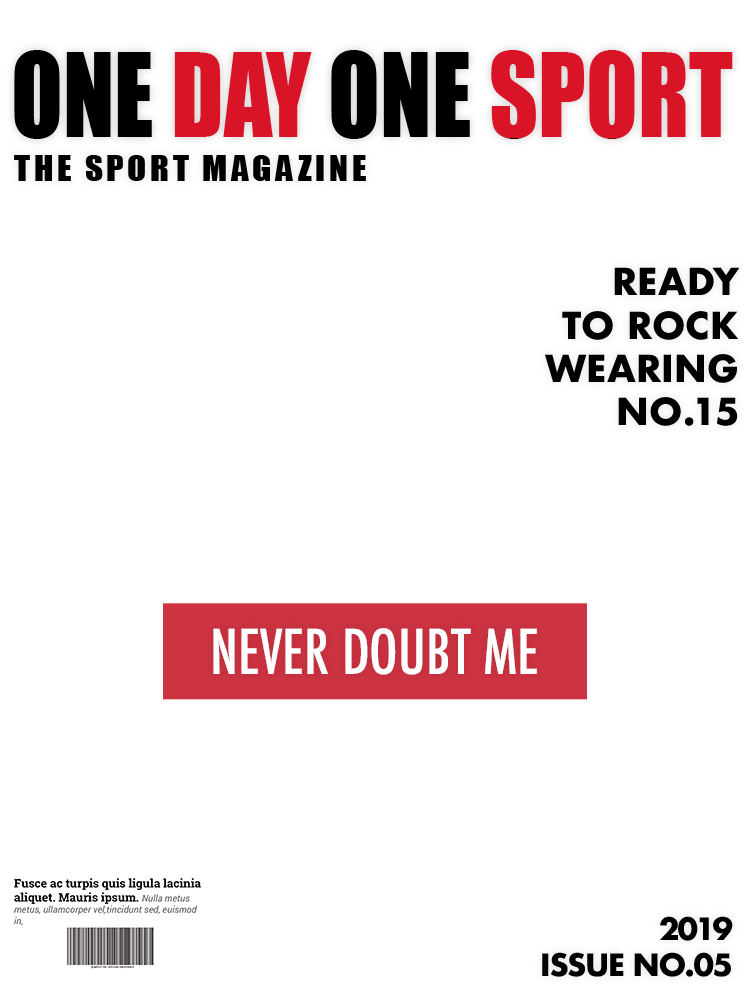 ONE DAY ONE SPORT
THE SPORT MAGAZINE
READY
TO ROCK
WEARING
NO.15
NEVER DOUBT ME
Fusce ac turpis quis ligula lacinia
aliquet. Mauris ipsum. Nulla metus
metus, ullamcorper vel,tincidunt sed, euismod
in,
2019
ISSUE NO.05